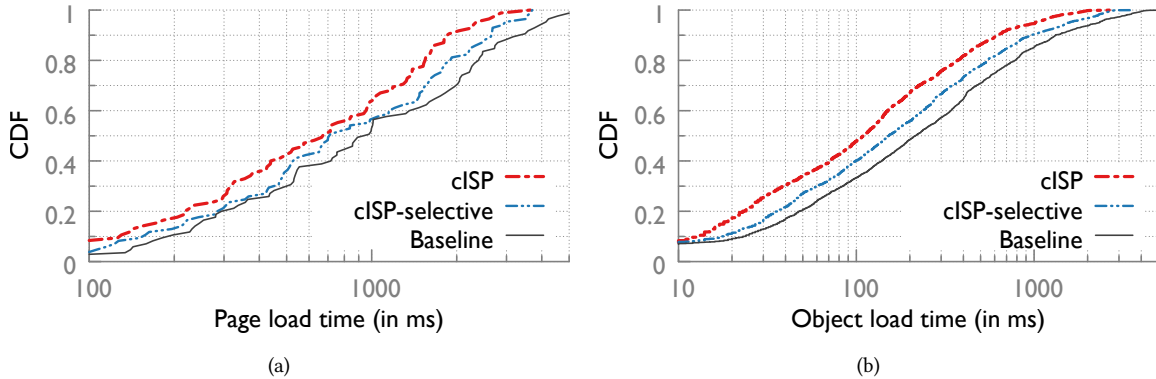 1
0.8
0.6
0.4
0.2
0
CDF
cISP
cISP-selective
Baseline
100
1000
Page load time (in ms)
(a)
1
0.8
0.6
0.4
0.2
0
CDF
cISP
cISP-selective
Baseline
10
100
1000
Object load time (in ms)
(b)